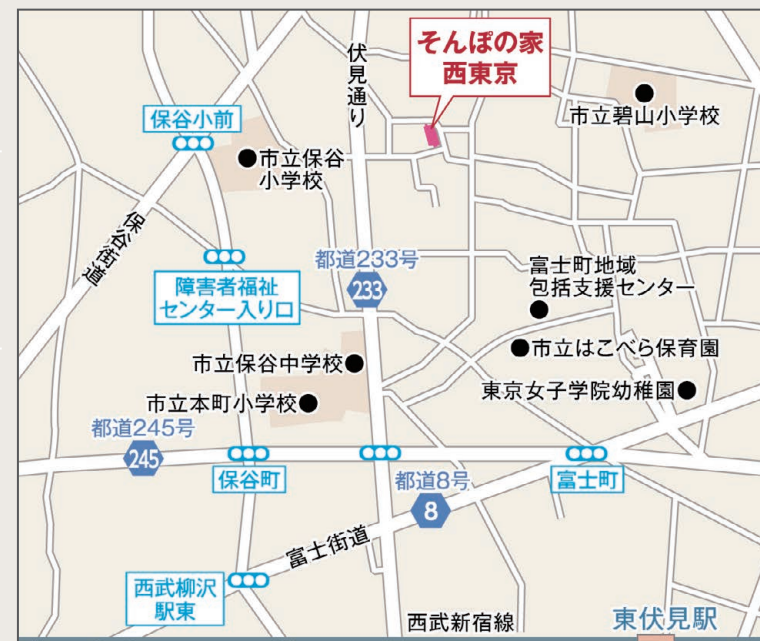 そんぽの家
西東京
伏見通り
市立碧山小学校
保谷小前
市立保谷
小学校
保谷街道
都道233号
233
富士町地域
包括支援センター
障害者福祉
センター入り口
市立はこべら保育園
市立保谷中学校
東京女子学院幼稚園
市立本町小学校
都道245号
245
保谷町
都道8号
8
富士町
富士街道
西武柳沢
駅東
西武新宿線
東伏見駅